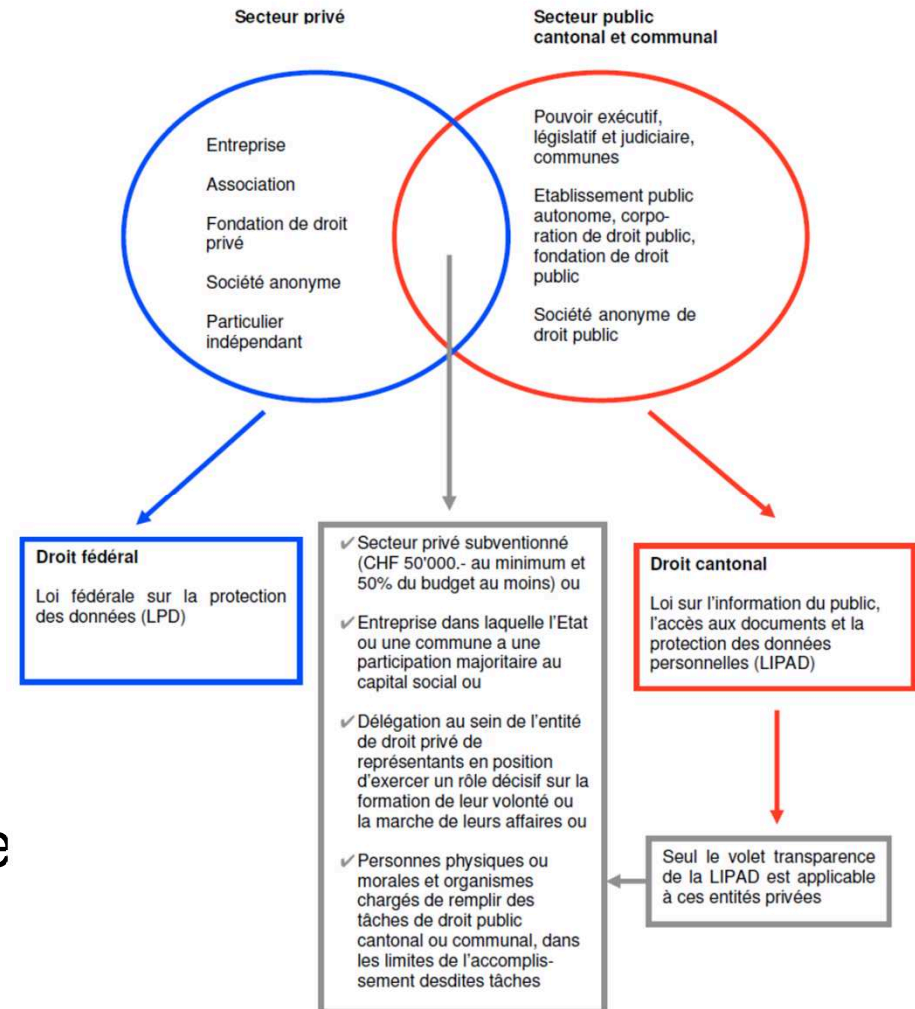 Secteur privé
Secteur public
cantonal et communal
Entreprise
Association
Fondation de droit
privé
Société anonyme
Particulier
indépendant
Pouvoir exécutif,
législatif et judiciaire,
communes
Etablissement public
autonome, corpo-
ration de droit public,
fondation de droit
public
Société anonyme de
droit public
Droit fédéral
Loi fédérale sur la protection
des données (LPD)
✓ Secteur privé subventionné
(CHF 50'000.- au minimum et
50% du budget au moins) ou
✓ Entreprise dans laquelle l'Etat
ou une commune a une
participation majoritaire au
capital social ou
✓ Délégation au sein de l'entité
de droit privé de
représentants en position
d'exercer un rôle décisif sur la
formation de leur volonté ou
la marche de leurs affaires ou
✓ Personnes physiques ou
morales et organismes
chargés de remplir des
tâches de droit public
cantonal ou communal, dans
les limites de l'accomplis-
sement desdites tâches
Droit cantonal
Loi sur l'information du public,
l'accès aux documents et la
protection des données
personnelles (LIPAD)
Seul le volet transparence
de la LIPAD est applicable
à ces entités privées
e